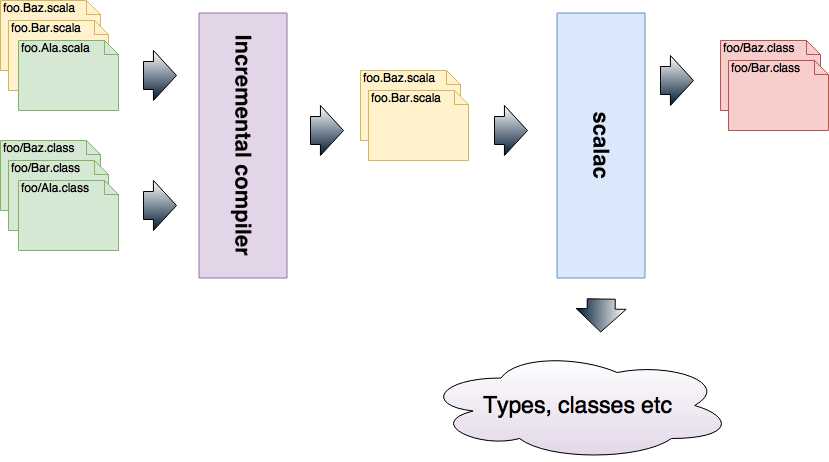 foo.Baz.scala
foo.Bar.scala
foo.Ala.scala
foo/Baz.class
foo/Bar.class
foo/Ala.class
Incremental compiler
foo.Baz.scala
foo.Bar.scala
scalac
foo/Baz.class
foo/Bar.class
Types, classes etc